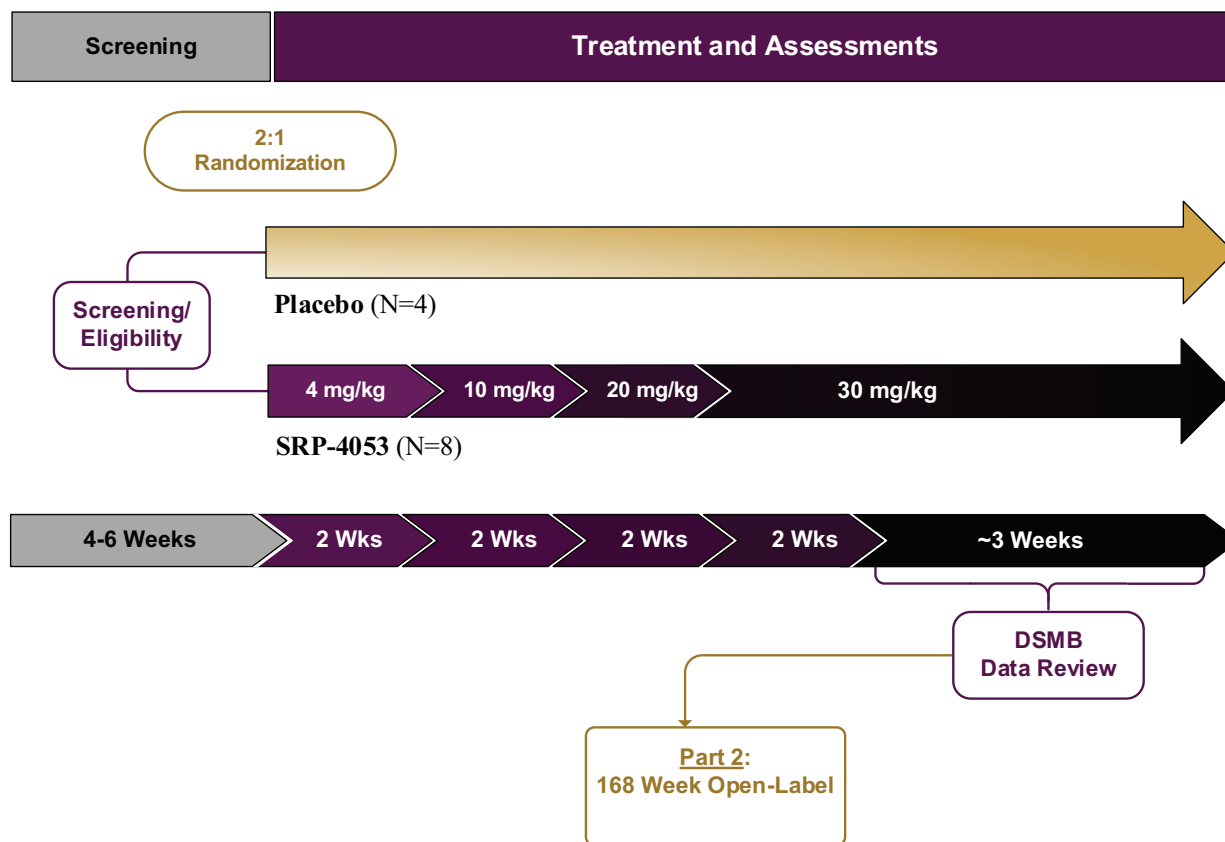 Screening
Treatment and Assessments
2:1
Randomization
Screening/
Eligibility
Placebo (N=4)
4 mg/kg
10 mg/kg
20 mg/kg
30 mg/kg
SRP-4053 (N=8)
4-6 Weeks
2 Wks
2 Wks
2 Wks
2 Wks
~3 Weeks
DSMB
Data Review
Part 2:
168 Week Open-Label